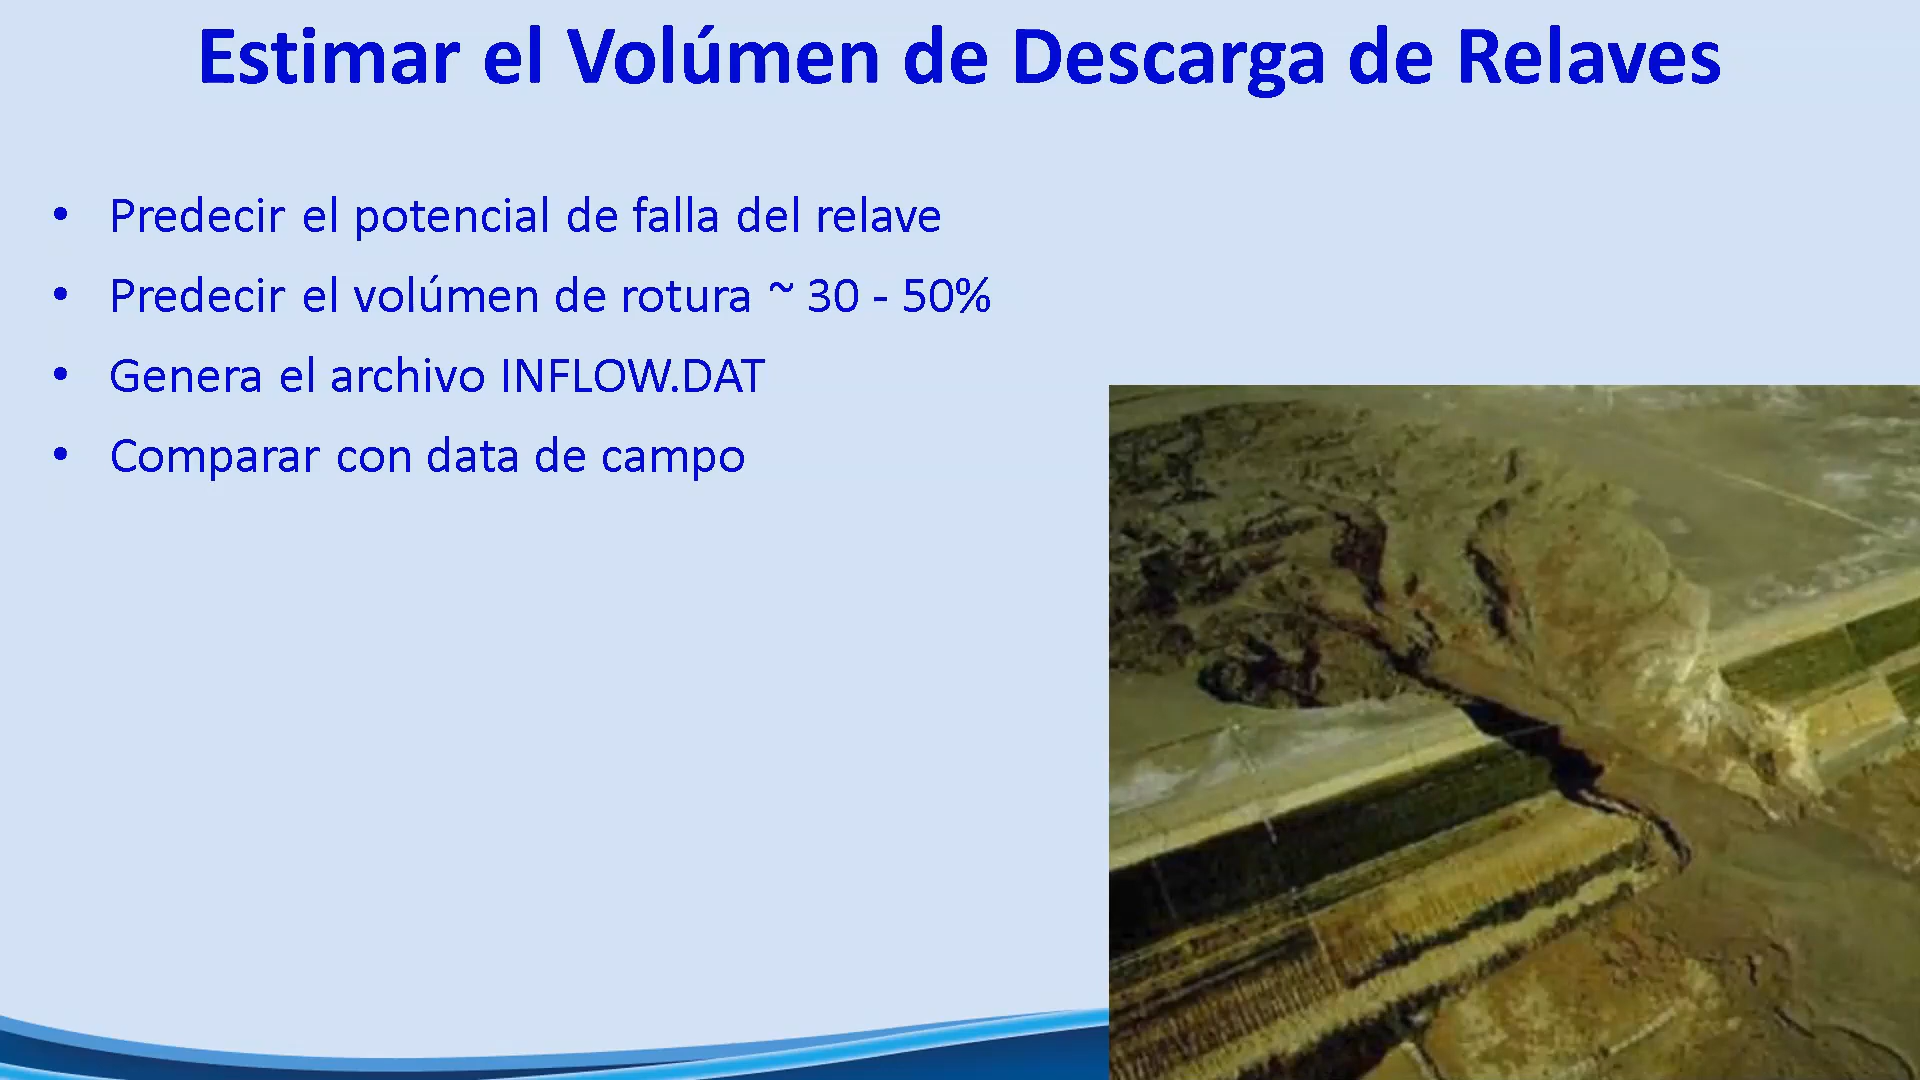 Estimar el Volúmen de Descarga de Relaves
• Predecir el potencial de falla del relave
• Predecir el volúmen de rotura ~ 30 - 50%
• Genera el archivo INFLOW.DAT
• Comparar con data de campo